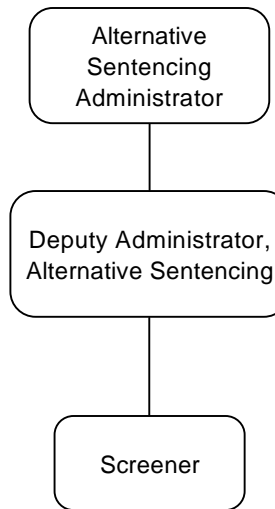 Alternative
Sentencing
Administrator
Deputy Administrator,
Alternative Sentencing
Screener